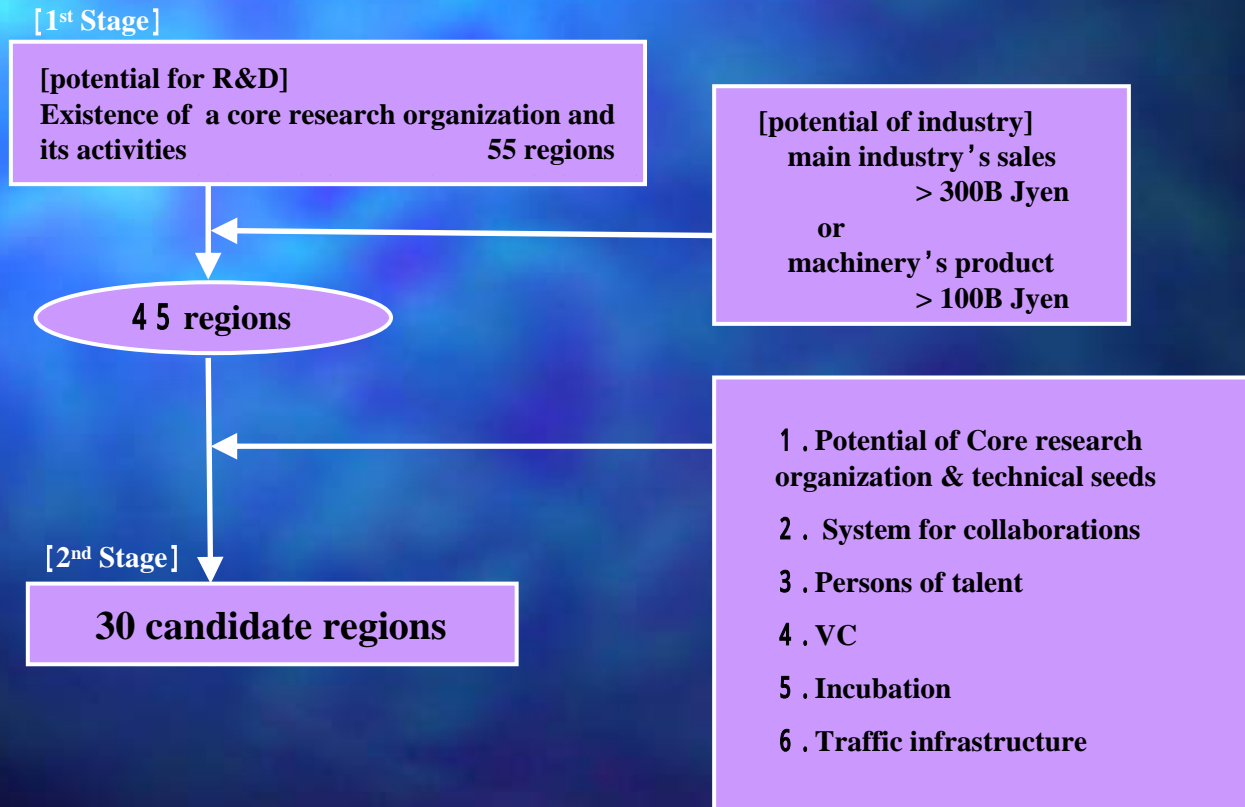 [1st Stage]
[potential for R&D]
Existence of a core research organization and
its activities 55 regions
[potential of industry]
main industry's sales
> 300B Jyen
or
machinery's product
> 100B Jyen
45 regions
1.Potential of Core research
organization & technical seeds
2. System for collaborations
3.Persons of talent
4.VC
5.Incubation
6.Traffic infrastructure
[2nd Stage]
30 candidate regions